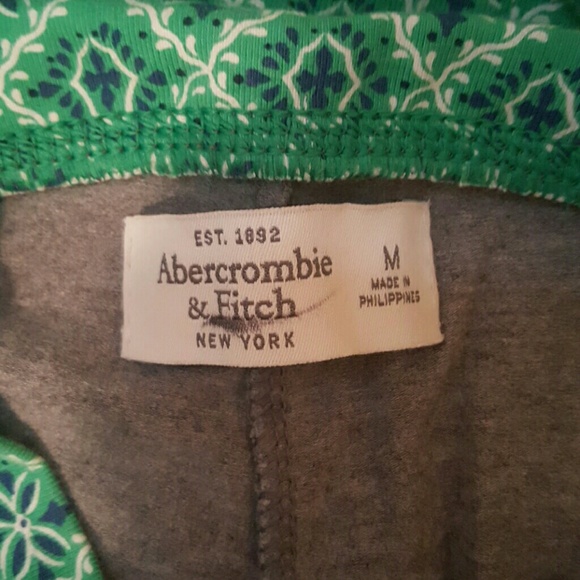 EST. 1892
Abercrombie
& Fitch
NEW YORK
M
MADE IN
PHILIPPINES